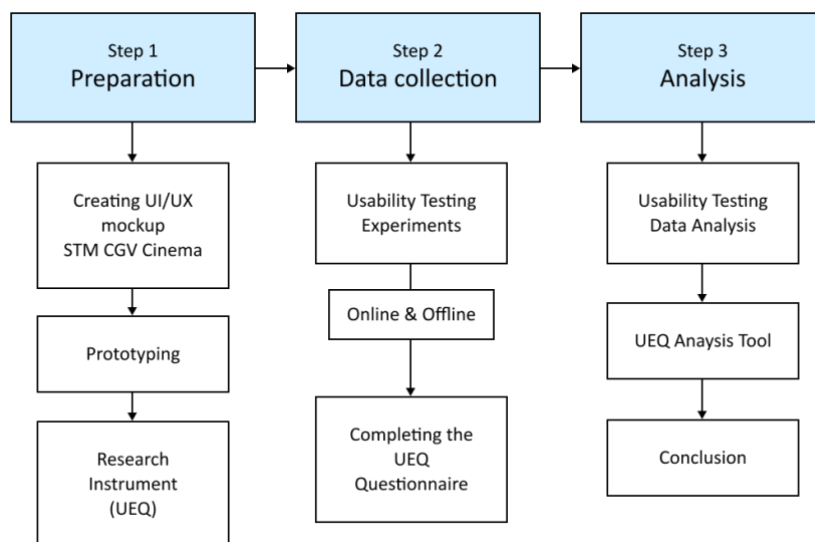 Step 1
Preparation
Step 2
Data collection
Step 3
Analysis
Creating UI/UX
mockup
STM CGV Cinema
Prototyping
Research
Instrument
(UEQ)
Usability Testing
Experiments
Online & Offline
Completing the
UEQ
Questionnaire
Usability Testing
Data Analysis
UEQ Anaysis Tool
Conclusion